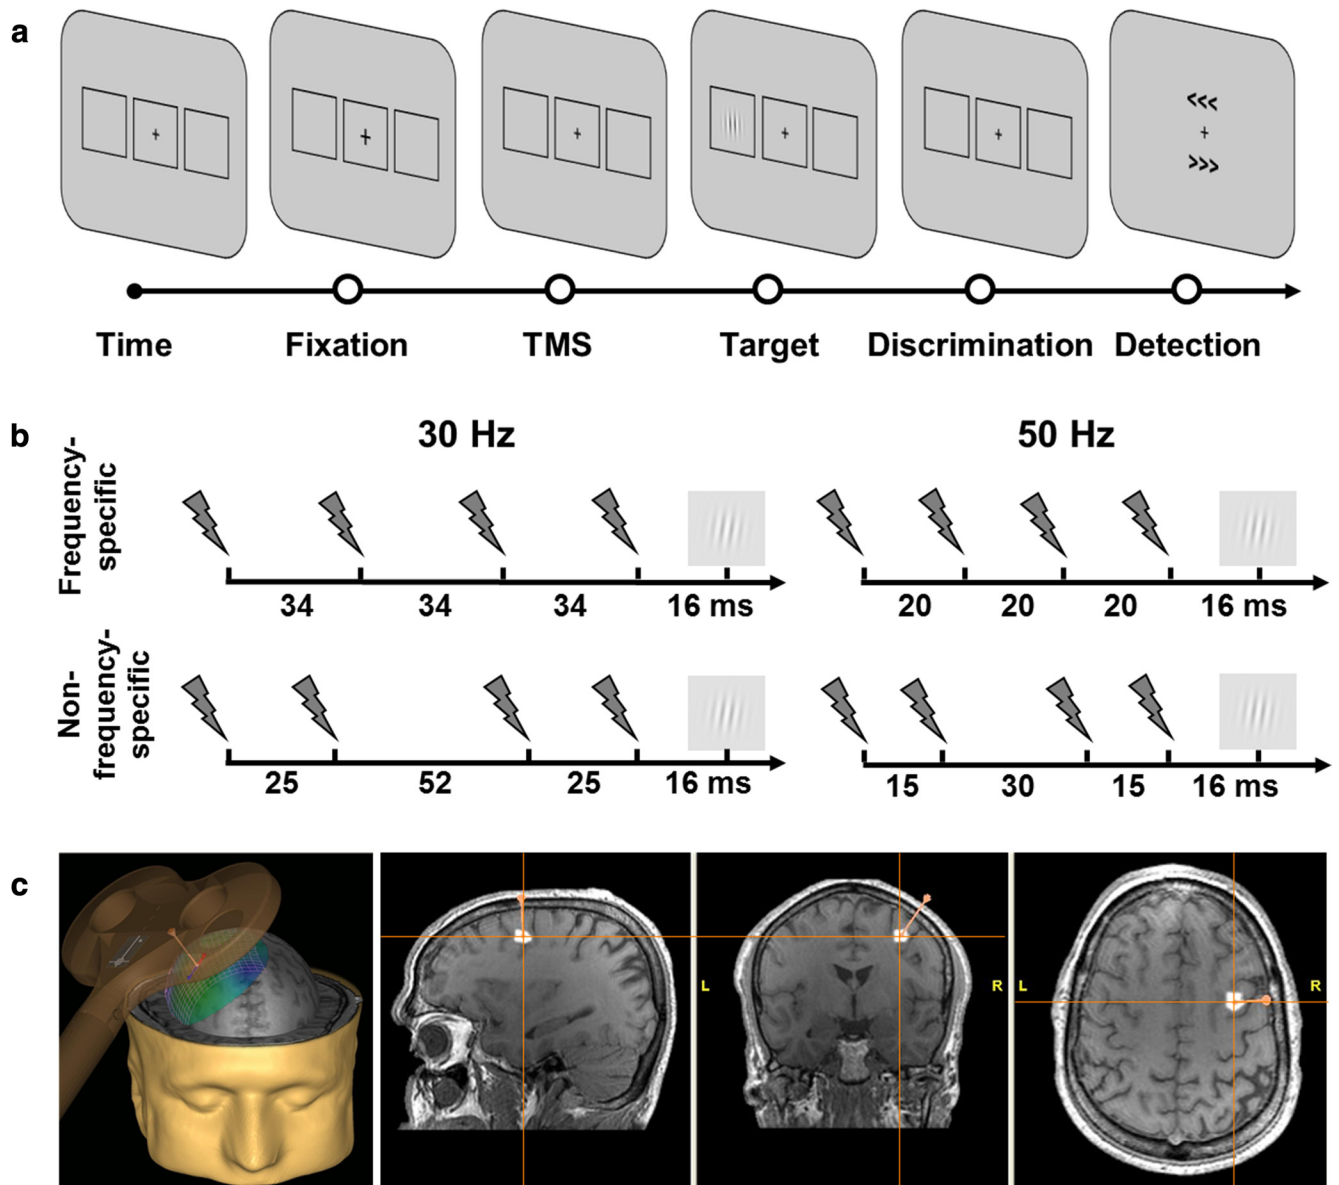 a
+ + + + + <<<
+
>>>
Time Fixation TMS Target Discrimination Detection
b
30 Hz 50 Hz
Frequency-
specific
34 34 34 16 ms 20 20 20 16 ms
Non-
frequency-
specific
25 52 25 16 ms 15 30 15 16 ms
c
L R L R